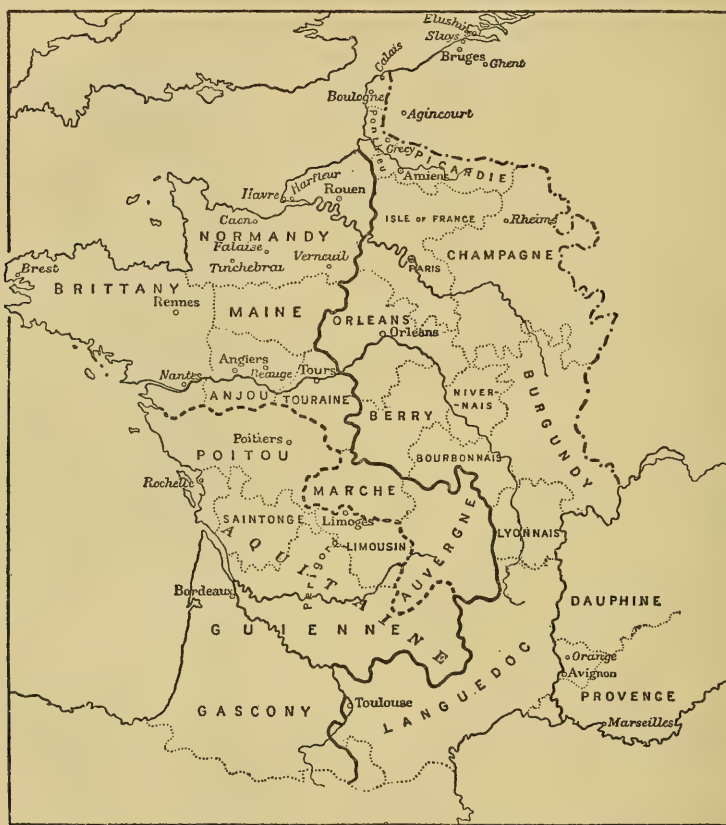 Elushing
Sluys
Calais
Bruges
Ghent
Boulogne
Agincourt
Ponthieu
Crecy
PICARDIE
Amiens
Havre
Harfleur
Rouen
ISLE OF FRANCE
Rheims
Caen
NORMANDY
Falaise
Tinchebrai
Verneuil
PARIS
CHAMPAGNE
Brest
BRITTANY
Rennes
MAINE
ORLEANS
Orleans
Angiers
Beauge
Tours
Nantes
ANJOU
TOURAINE
BERRY
NIVER-
NAIS
BURGUNDY
Poitiers
POITOU
BOURBONNAIS
Rochelle
MARCHE
SAINTONGE
Limoges
LIMOUSIN
AUVERGNE
LYONNAIS
AQUITAINE
Perigord
Bordeaux
GUIENNE
DAUPHINE
Orange
Avignon
LANGUEDOC
PROVENCE
GASCONY
Toulouse
Marseilles